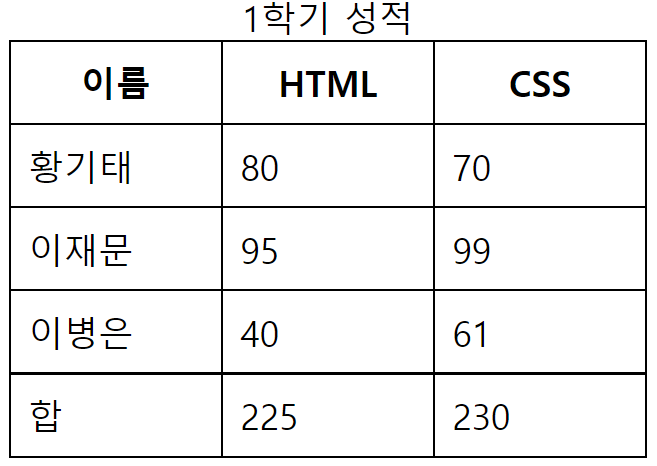 1학기 성적
이름 HTML CSS
황기태 80 70
이재문 95 99
이병은 40 61
합 225 230